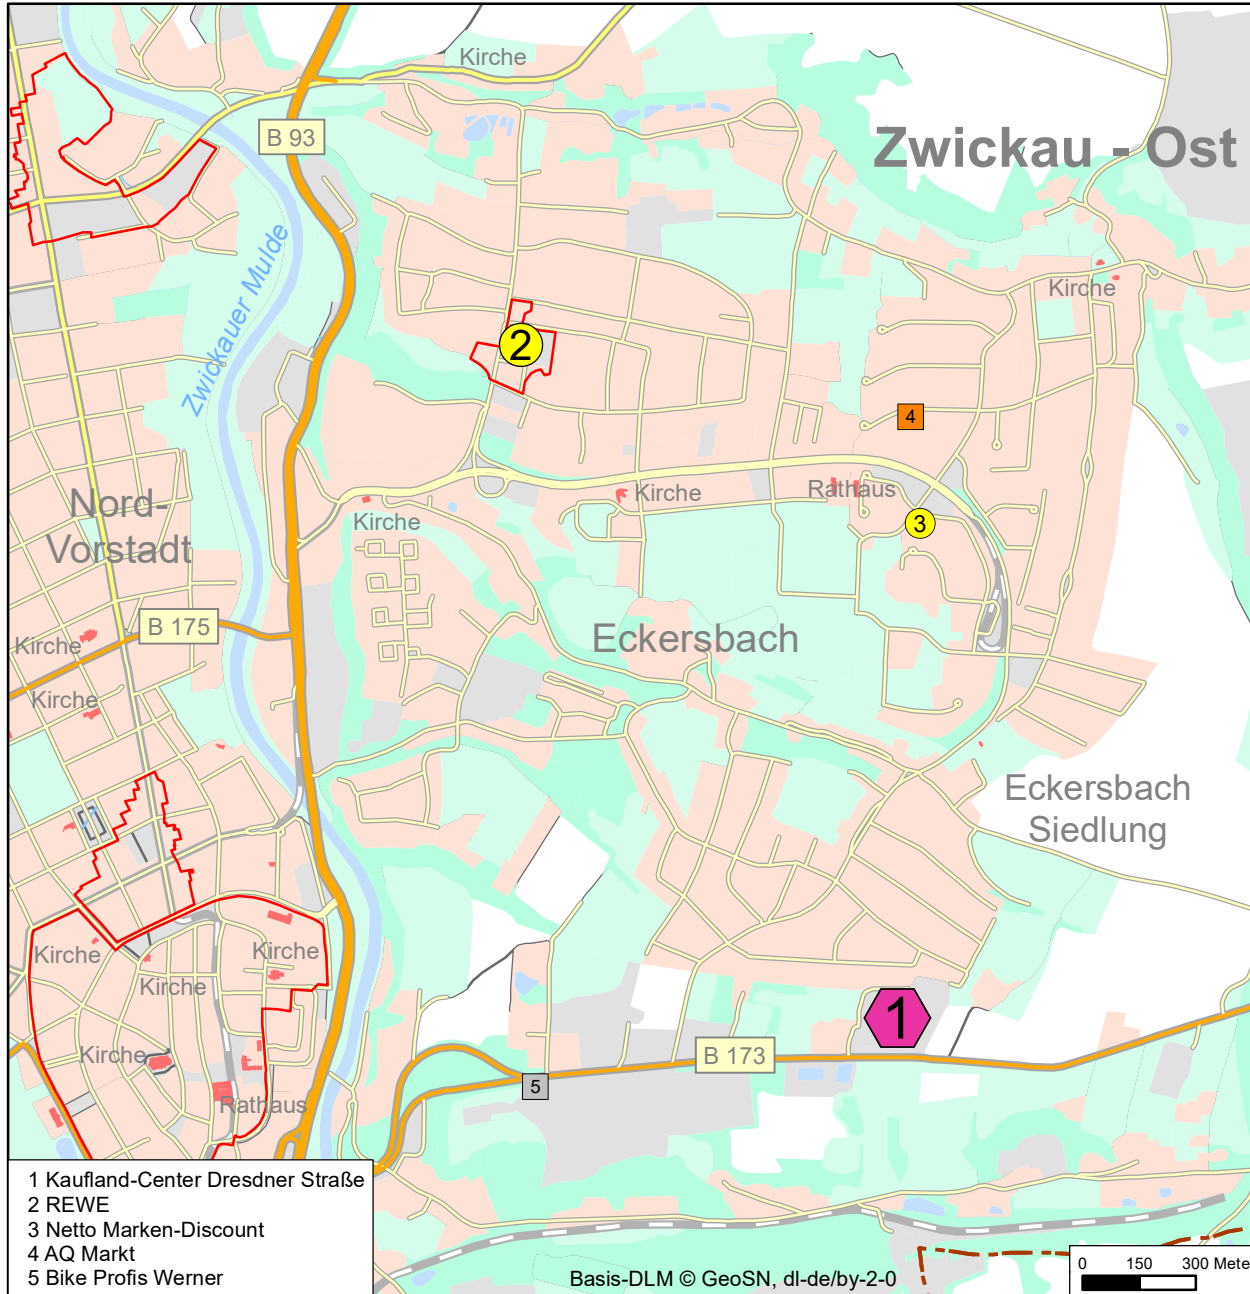 Kirche
B 93
Zwickau - Ost
Zwickauer Mulde
Kirche
2
4
Nord-
Vorstadt
Kirche
Kirche
Rathaus
3
B 175
Kirche
Eckersbach
Kirche
Eckersbach
Siedlung
Kirche
Kirche
Kirche
1
Kirche
B 173
5
Rathaus
1 Kaufland-Center Dresdner Straße
2 REWE
3 Netto Marken-Discount
4 AQ Markt
5 Bike Profis Werner
Basis-DLM © GeoSN, dl-de/by-2-0
0 150 300 Mete